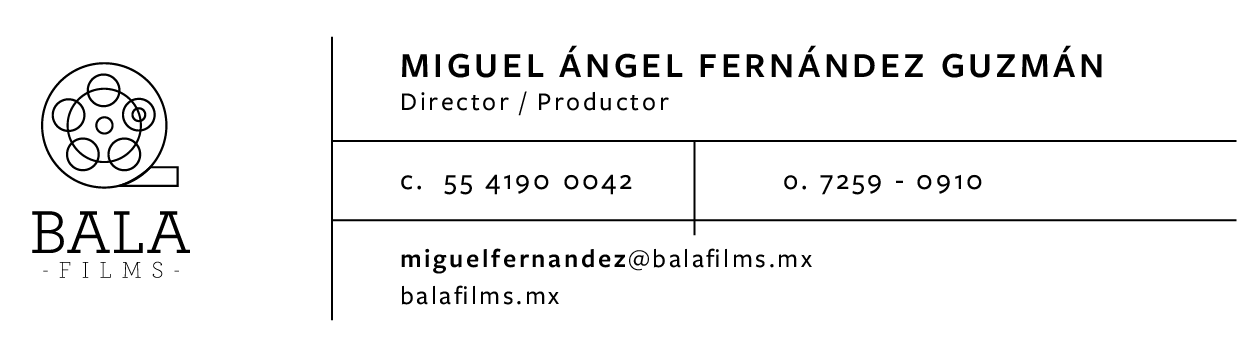 BALA
- FILMS -
MIGUEL ÁNGEL FERNÁNDEZ GUZMÁN
Director / Productor
c. 55 4190 0042
o. 7259 - 0910
miguelfernandez@balafilms.mx
balafilms.mx